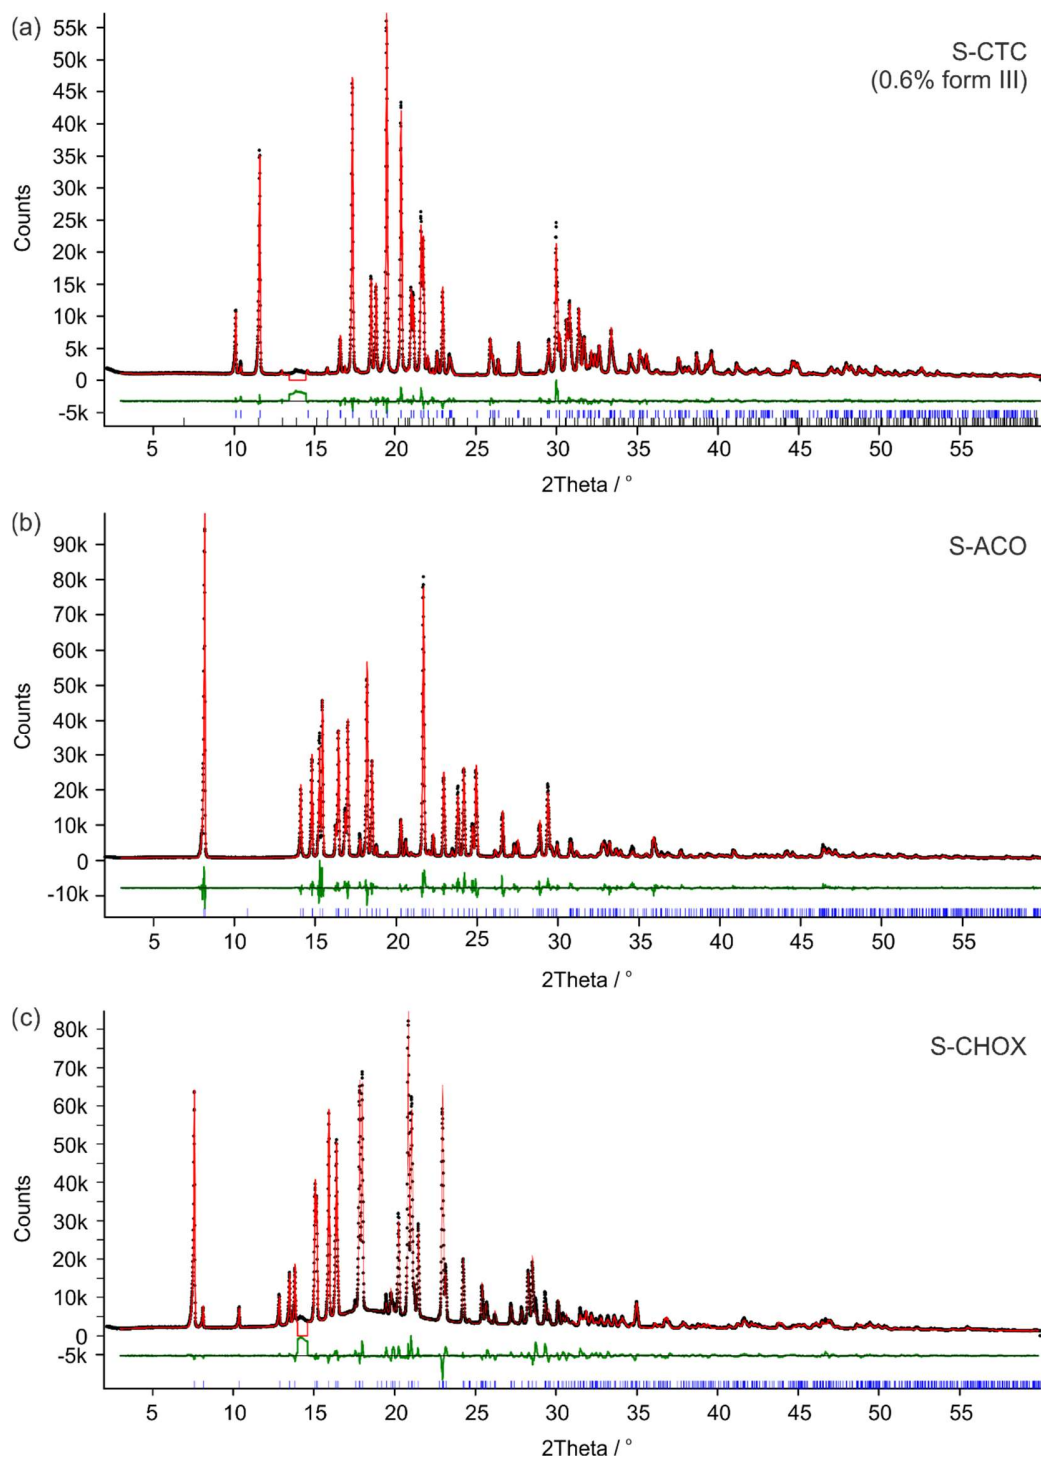 (a)
S-CTC
(0.6% form III)
55k
50k
45k
40k
35k
30k
25k
20k
15k
10k
5k
0
-5k
Counts
5 10 15 20 25 30 35 40 45 50 55
2Theta / °
(b)
S-ACO
90k
80k
70k
60k
50k
40k
30k
20k
10k
0
-10k
Counts
5 10 15 20 25 30 35 40 45 50 55
2Theta / °
(c)
S-CHOX
80k
70k
60k
50k
40k
30k
20k
10k
0
-5k
Counts
5 10 15 20 25 30 35 40 45 50 55
2Theta / °